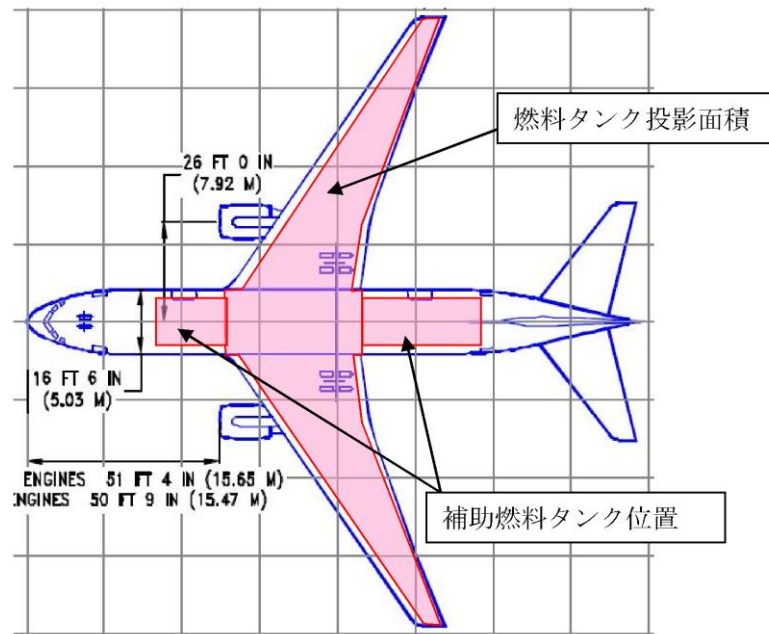 燃料タンク投影面積
26 FT 0 IN
(7.92 M)
16 FT 6 IN
(5.03 M)
ENGINES 51 FT 4 IN (15.65 M)
NGINES 50 FT 9 IN (15.47 M)
補助燃料タンク位置